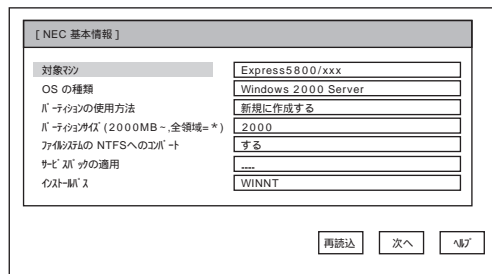 [ NEC 基本情報 ]
対象ﾏｼﾝ Express5800/xxx
OS の種類 Windows 2000 Server
ﾊﾟｰﾃｨｼｮﾝの使用方法 新規に作成する
ﾊﾟｰﾃｨｼｮﾝｻｲｽﾞ(2000MB～,全領域=＊) 2000
ﾌｧｲﾙｼｽﾃﾑの NTFSへのｺﾝﾊﾞｰﾄ する
ｻｰﾋﾞｽﾊﾟｯｸの適用 ----
ｲﾝｽﾄｰﾙﾊﾟｽ WINNT
再読込 次へ ﾍﾙﾌﾟ